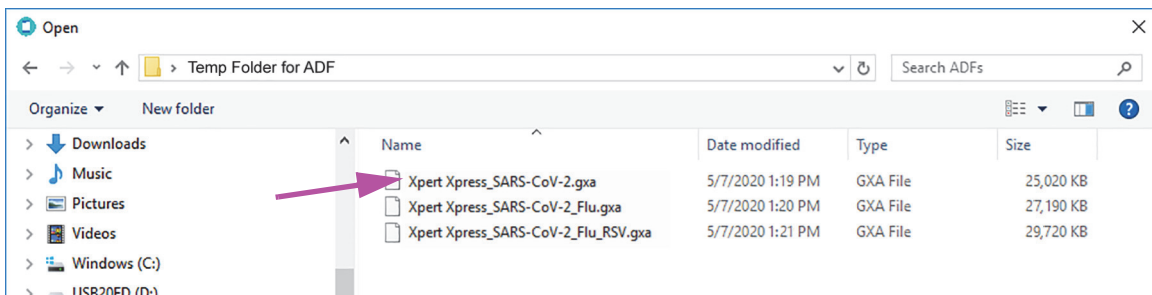 Open
Temp Folder for ADF
Search ADFs
Organize
New folder
Downloads
Music
Pictures
Videos
Windows (C:)
USB20FD (D:)
Name Date modified Type Size
Xpert Xpress_SARS-CoV-2.gxa 5/7/2020 1:19 PM GXA File 25,020 KB
Xpert Xpress_SARS-CoV-2_Flu.gxa 5/7/2020 1:20 PM GXA File 27,190 KB
Xpert Xpress_SARS-CoV-2_Flu_RSV.gxa 5/7/2020 1:21 PM GXA File 29,720 KB